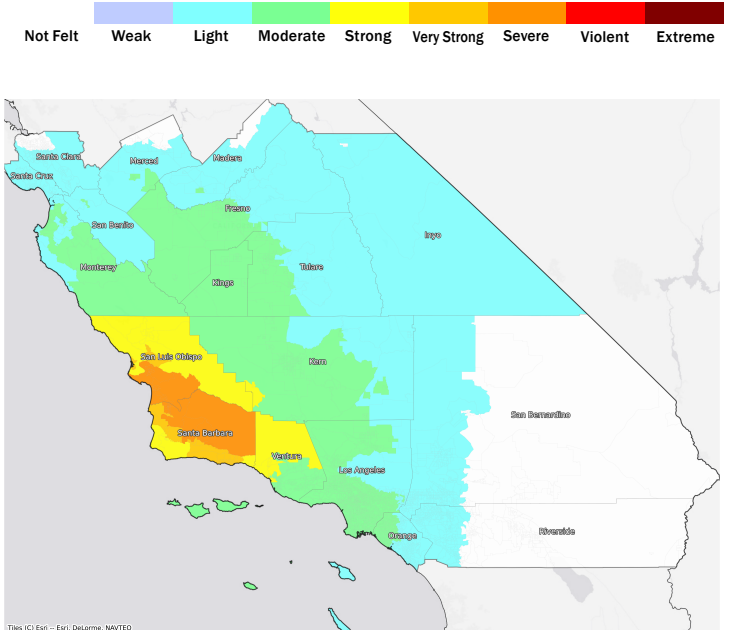 Not Felt Weak Light Moderate Strong Very Strong Severe Violent Extreme
Santa Clara
Merced
Madera
Santa Cruz
Fresno
San Benito
Inyo
Monterey
Tulare
Kings
San Luis Obispo
Kern
San Bernardino
Santa Barbara
Ventura
Los Angeles
Riverside
Orange
Tiles (C) Esri -- Esri, DeLorme, NAVTEQ